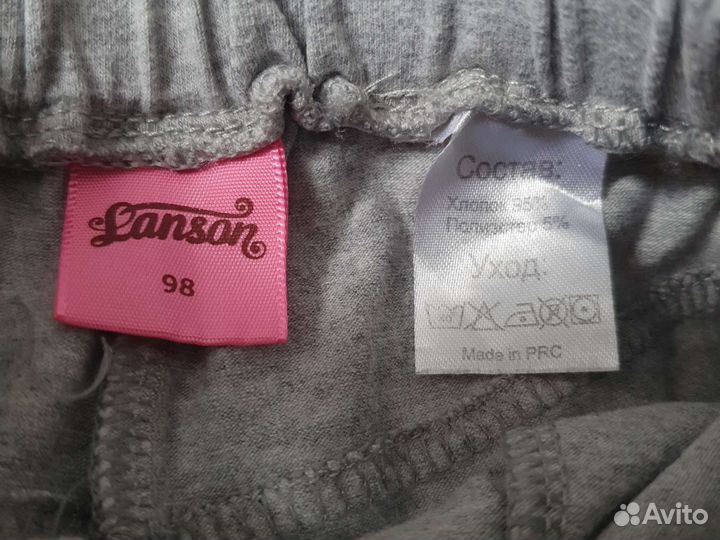 Lanson
98
Состав:
Хлопок 95%
Полиэстер 5%
Уход:
Made in PRC
Avito